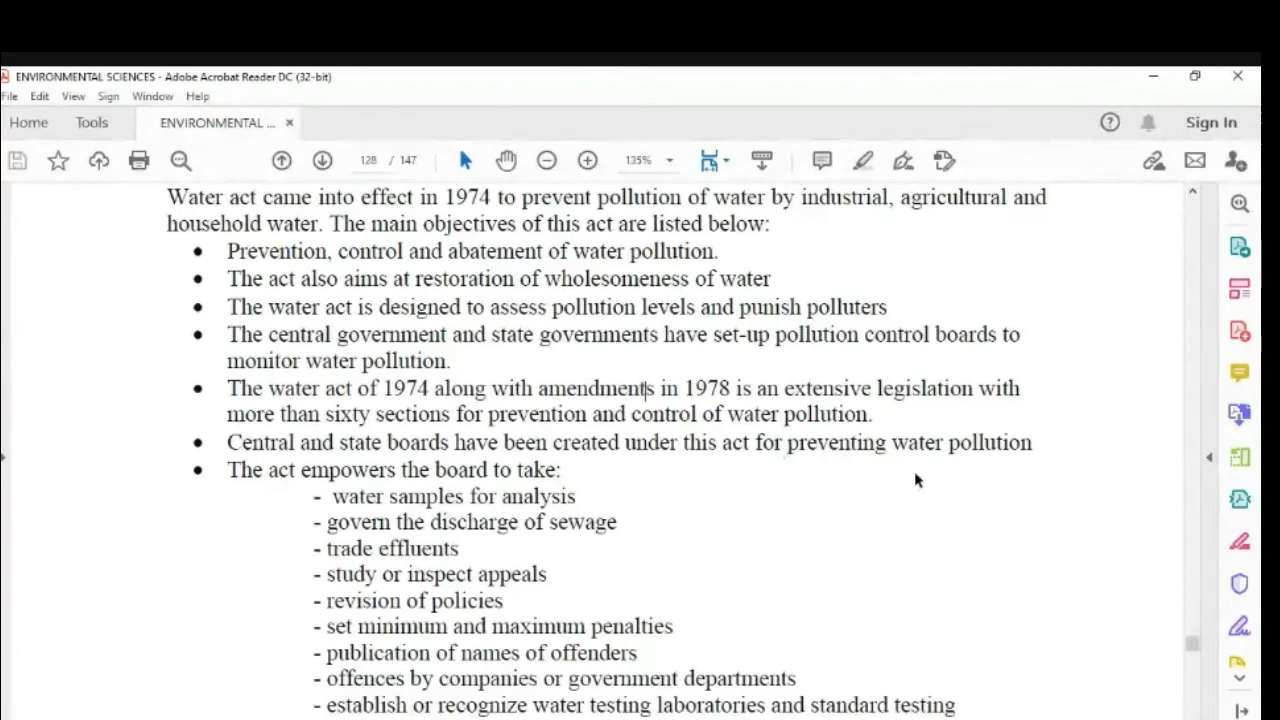 ENVIRONMENTAL SCIENCES - Adobe Acrobat Reader DC (32-bit)
File Edit View Sign Window Help
Home Tools ENVIRONMENTAL ... × Sign In
128 / 147 135%
Water act came into effect in 1974 to prevent pollution of water by industrial, agricultural and
household water. The main objectives of this act are listed below:
• Prevention, control and abatement of water pollution.
• The act also aims at restoration of wholesomeness of water
• The water act is designed to assess pollution levels and punish polluters
• The central government and state governments have set-up pollution control boards to
monitor water pollution.
• The water act of 1974 along with amendments in 1978 is an extensive legislation with
more than sixty sections for prevention and control of water pollution.
• Central and state boards have been created under this act for preventing water pollution
• The act empowers the board to take:
- water samples for analysis
- govern the discharge of sewage
- trade effluents
- study or inspect appeals
- revision of policies
- set minimum and maximum penalties
- publication of names of offenders
- offences by companies or government departments
- establish or recognize water testing laboratories and standard testing